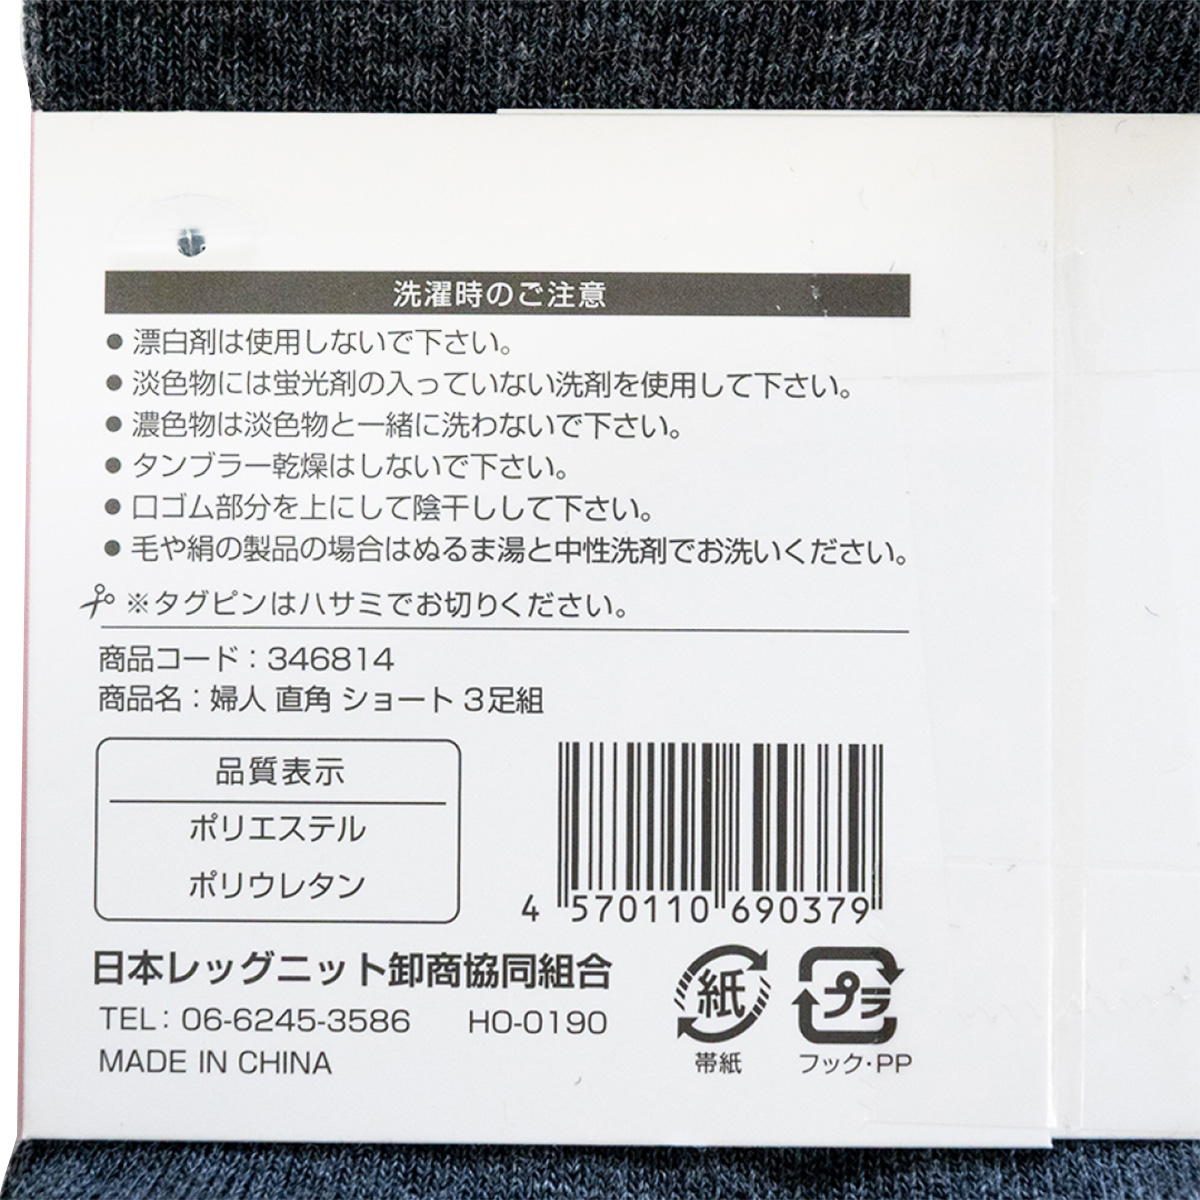 洗濯時のご注意
●漂白剤は使用しないで下さい。
●淡色物には蛍光剤の入っていない洗剤を使用して下さい。
●濃色物は淡色物と一緒に洗わないで下さい。
●タンブラー乾燥はしないで下さい。
●口ゴム部分を上にして陰干しして下さい。
●毛や絹の製品の場合はぬるま湯と中性洗剤でお洗いください。
※タグピンはハサミでお切りください。
商品コード：346814
商品名：婦人 直角 ショート 3足組
品質表示
ポリエステル
ポリウレタン
4 570110 690379
日本レッグニット卸商協同組合
TEL：06-6245-3586 HO-0190
MADE IN CHINA
紙
帯紙
プラ
フック・PP